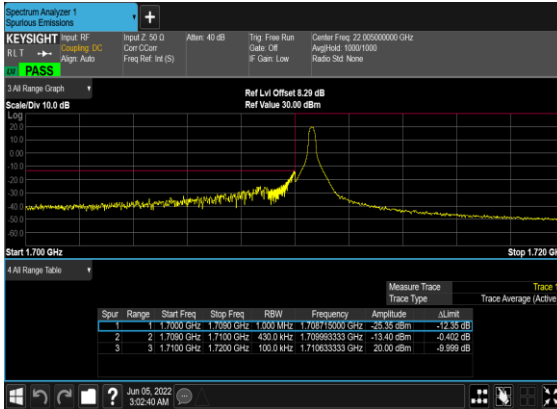 Spectrum Analyzer 1
Spurious Emissions
KEYSIGHT Input: RF Input Z: 50 Ω Atten: 40 dB Trig: Free Run Center Freq: 22.005000000 GHz
RLT Coupling: DC Corr CCorr Gate: Off Avg|Hold: 1000/1000
Align: Auto Freq Ref: Int (S) IF Gain: Low Radio Std: None
PASS
3 All Range Graph
Ref Lvl Offset 8.29 dB
Scale/Div 10.0 dB Ref Value 30.00 dBm
Log
20.0
10.0
0.00
-10.0
-20.0
-30.0
-40.0
-50.0
-60.0
Start 1.700 GHz Stop 1.720 GH
4 All Range Table
Measure Trace Trace 1
Trace Type Trace Average (Active
Spur Range Start Freq Stop Freq RBW Frequency Amplitude ΔLimit
1 1 1.7000 GHz 1.7090 GHz 1.000 MHz 1.708715000 GHz -25.35 dBm -12.35 dB
2 2 1.7090 GHz 1.7100 GHz 430.0 kHz 1.709993333 GHz -13.40 dBm -0.402 dB
3 3 1.7100 GHz 1.7200 GHz 100.0 kHz 1.710633333 GHz 20.00 dBm -9.999 dB
Jun 05, 2022
3:02:40 AM